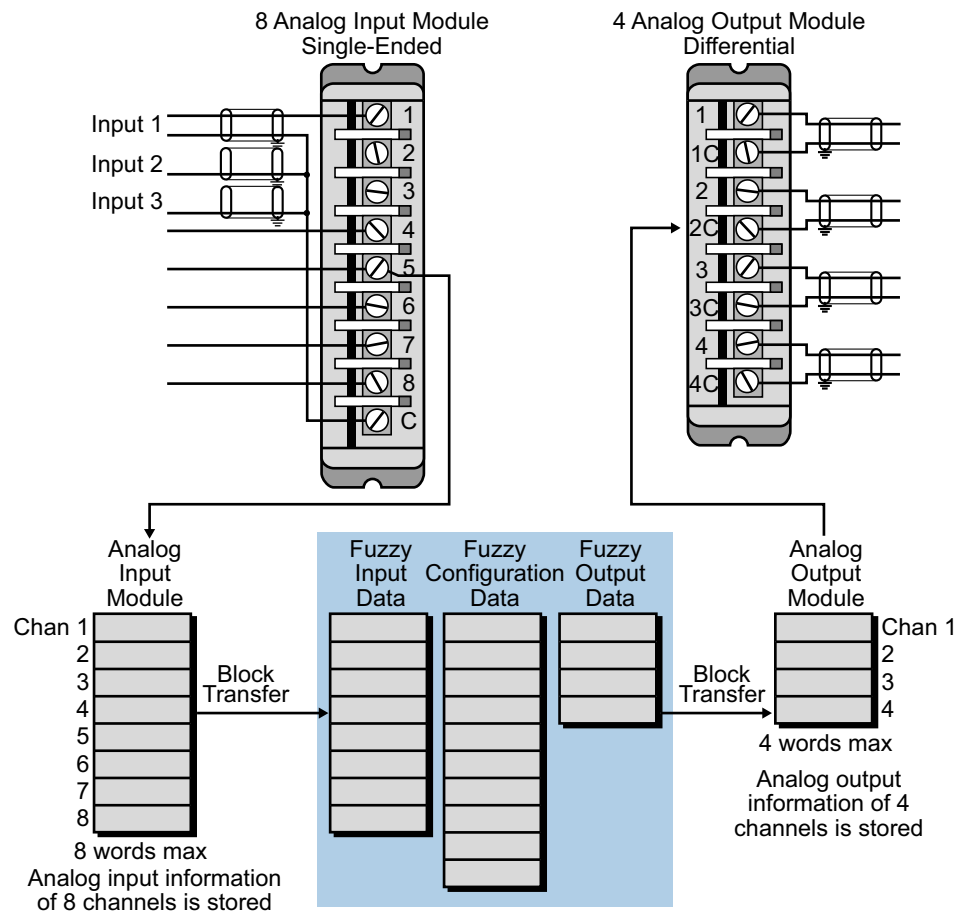 8 Analog Input Module
Single-Ended
4 Analog Output Module
Differential
Input 1
Input 2
Input 3
1
2
3
4
5
6
7
8
C
1
1C
2
2C
3
3C
4
4C
Analog
Input
Module
Chan 1
2
3
4
5
6
7
8
8 words max
Analog input information
of 8 channels is stored
Block
Transfer
Fuzzy
Input
Data
Fuzzy
Configuration
Data
Fuzzy
Output
Data
Block
Transfer
Analog
Output
Module
Chan 1
2
3
4
4 words max
Analog output
information of 4
channels is stored